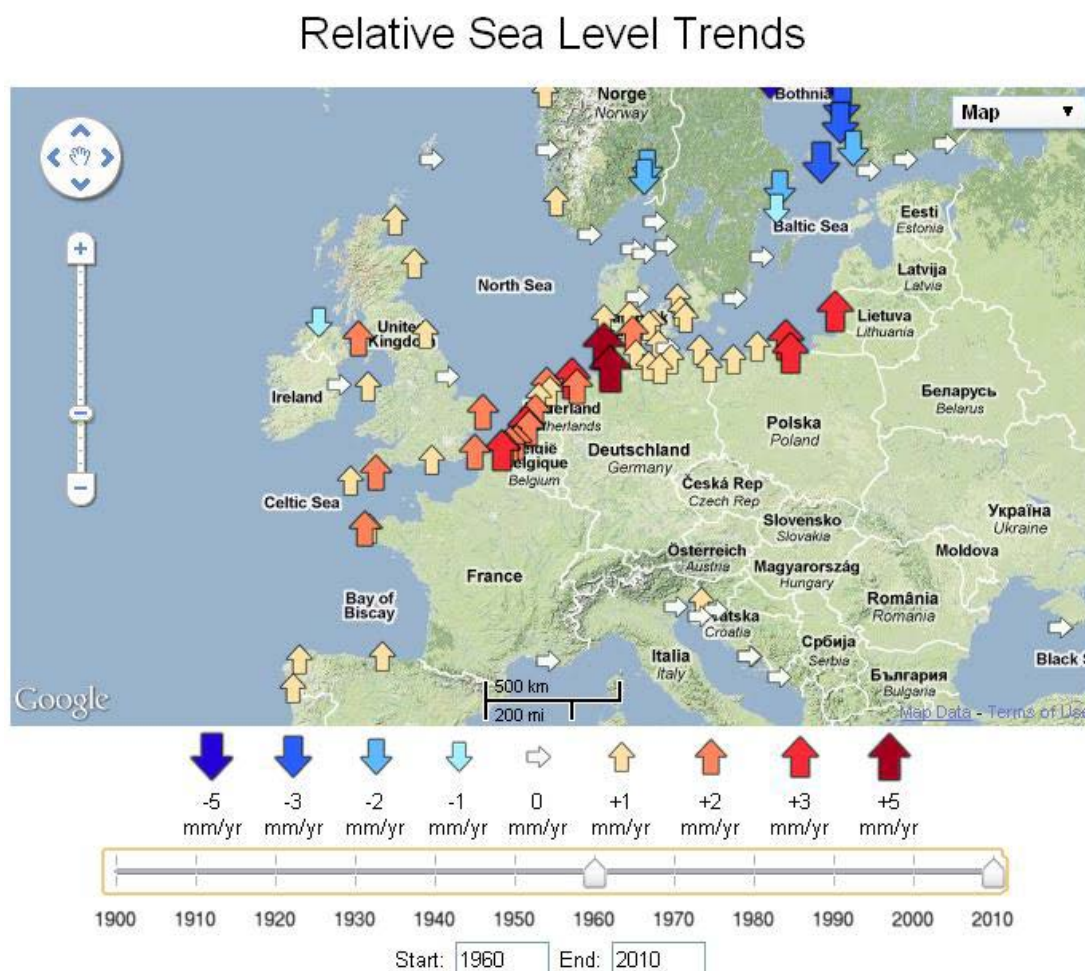 Relative Sea Level Trends
Norge
Norway
Bothnia
Map
Baltic Sea
Eesti
Estonia
North Sea
Latvija
Latvia
Lietuva
Lithuania
United
Kingdom
Ireland
Беларусь
Belarus
Polska
Poland
Deutschland
Germany
Belgique
Belgium
Celtic Sea
Česká Rep
Czech Rep
Україна
Ukraine
Slovensko
Slovakia
Österreich
Austria
Moldova
Magyarország
Hungary
France
Bay of
Biscay
România
Romania
Croatia
Србија
Serbia
Italia
Italy
Black S
България
Bulgaria
500 km
200 mi
Google
Map Data - Terms of Use
-5 -3 -2 -1 0 +1 +2 +3 +5
mm/yr mm/yr mm/yr mm/yr mm/yr mm/yr mm/yr mm/yr mm/yr
1900 1910 1920 1930 1940 1950 1960 1970 1980 1990 2000 2010
Start: 1960 End: 2010